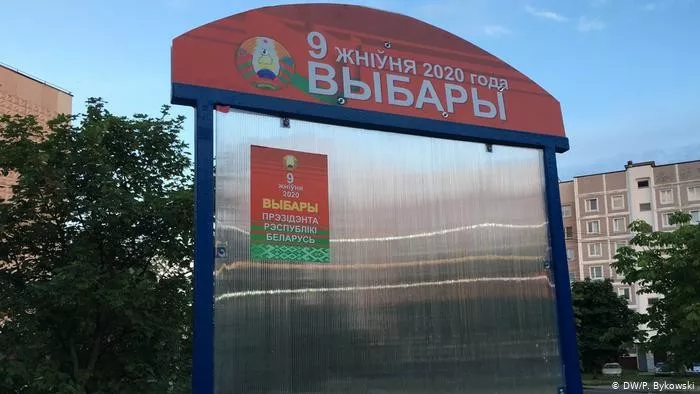 9 жніўня 2020 года
ВЫБАРЫ
9
жніўня
2020
ВЫБАРЫ
ПРЭЗІДЭНТА
РЭСПУБЛІКІ
БЕЛАРУСЬ
© DW/P. Bykowski